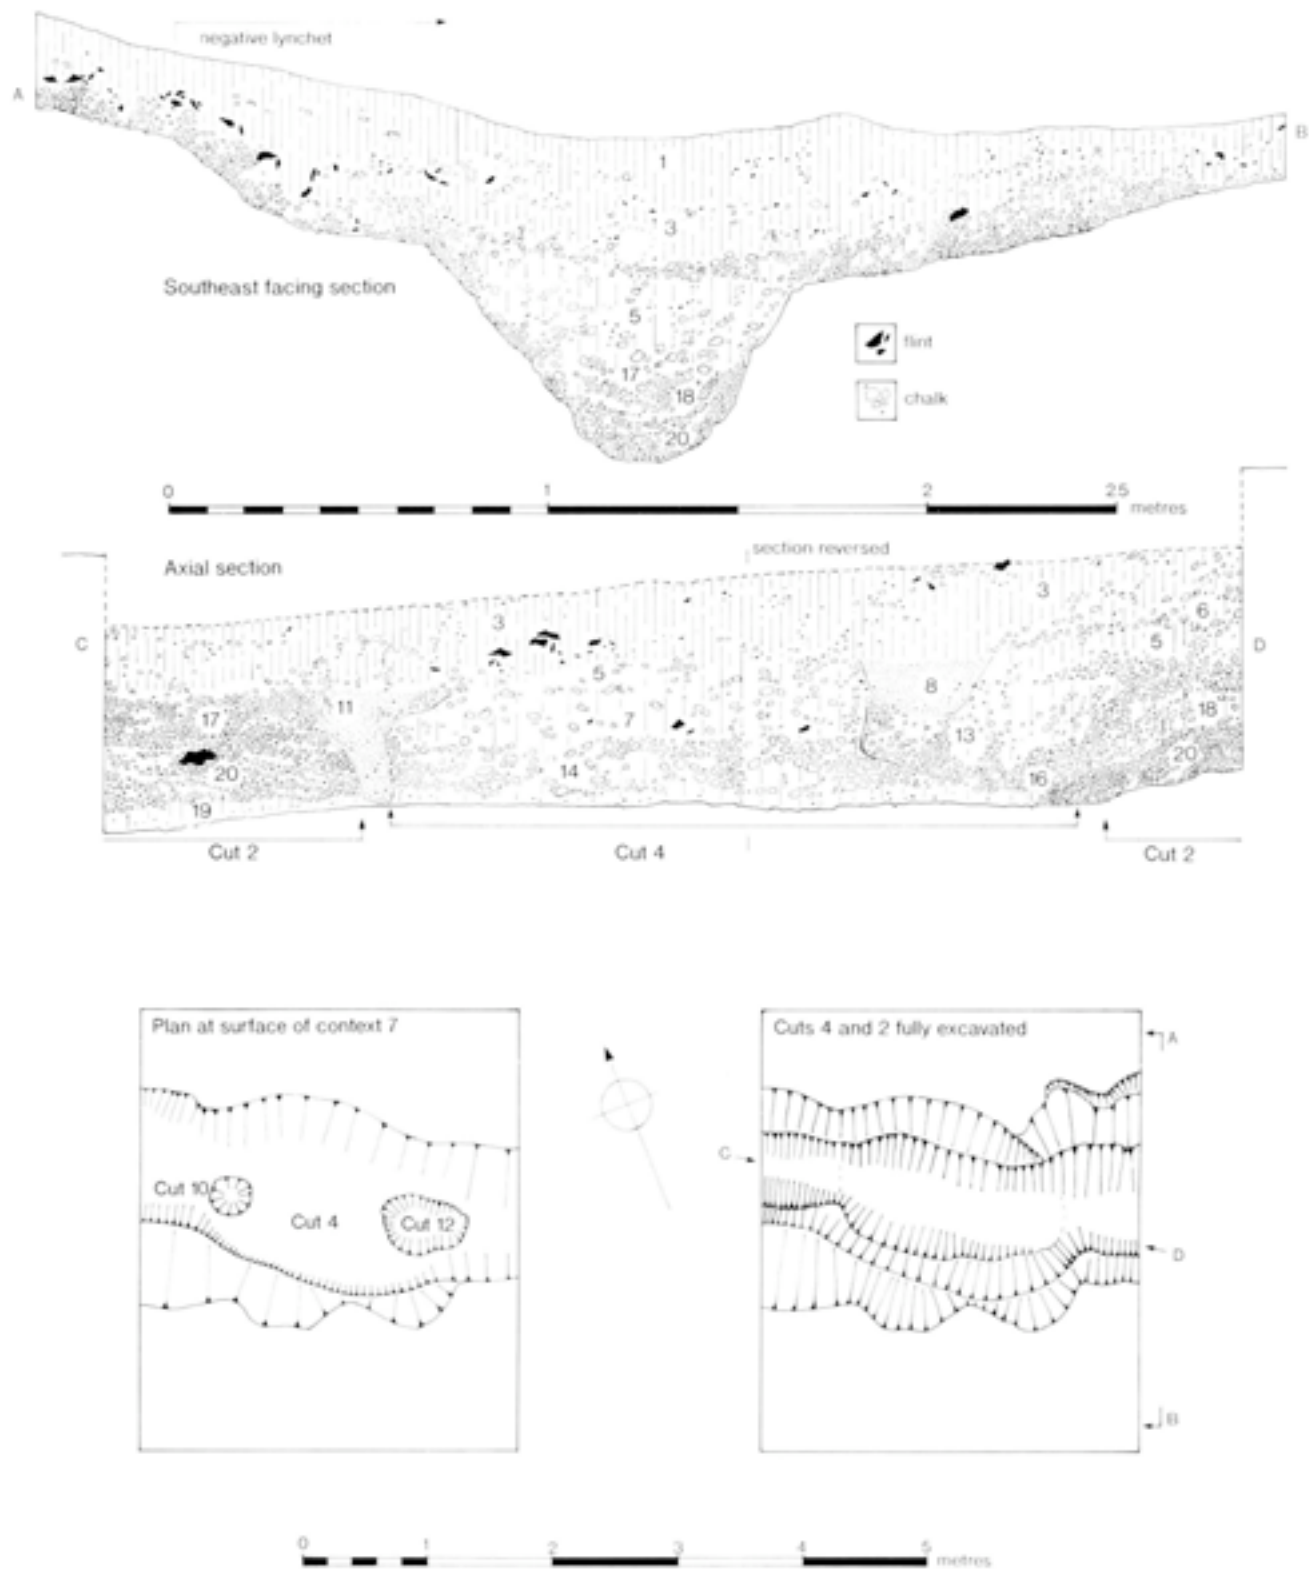 negative lynchet
A
B
1
3
Southeast facing section
5
flint
17
18
chalk
20
0 1 2 2.5
metres
section reversed
Axial section
C
3
3
6
5
5
D
8
11
17
7
18
13
20
14
16
20
19
Cut 2
Cut 4
Cut 2
Plan at surface of context 7
Cuts 4 and 2 fully excavated
A
C
Cut 10
Cut 4
Cut 12
D
B
0 1 2 3 4 5
metres